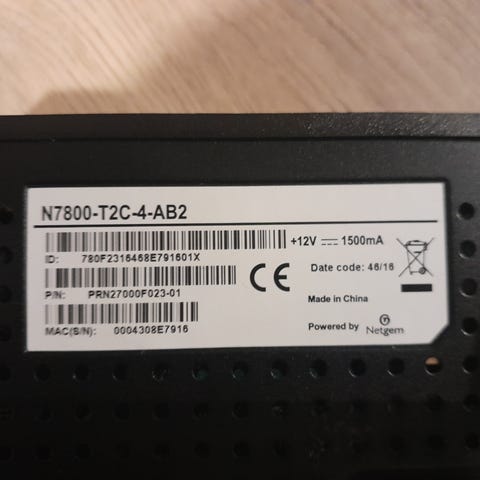 N7800-T2C-4-AB2
+12V ⎓ 1500mA
ID: 780F2316468E791601X
Date code: 46/16
P/N: PRN27000F023-01
CE
Made in China
MAC(S/N): 0004308E7916
Powered by Netgem